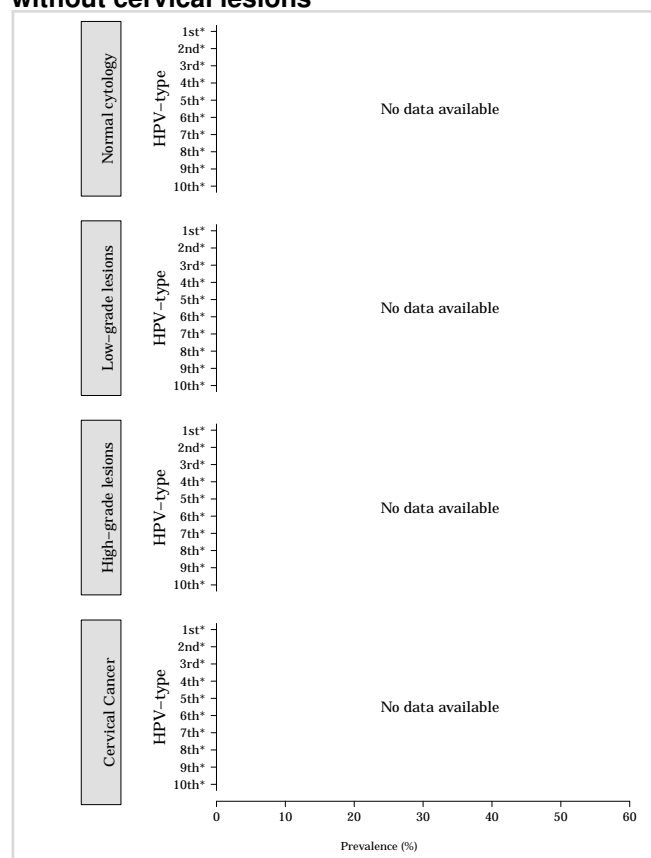 without cervical lesions
Normal cytology
HPV−type
1st*
2nd*
3rd*
4th*
5th*
6th*
7th*
8th*
9th*
10th*
No data available
Low−grade lesions
HPV−type
1st*
2nd*
3rd*
4th*
5th*
6th*
7th*
8th*
9th*
10th*
No data available
High−grade lesions
HPV−type
1st*
2nd*
3rd*
4th*
5th*
6th*
7th*
8th*
9th*
10th*
No data available
Cervical Cancer
HPV−type
1st*
2nd*
3rd*
4th*
5th*
6th*
7th*
8th*
9th*
10th*
No data available
0 10 20 30 40 50 60
Prevalence (%)